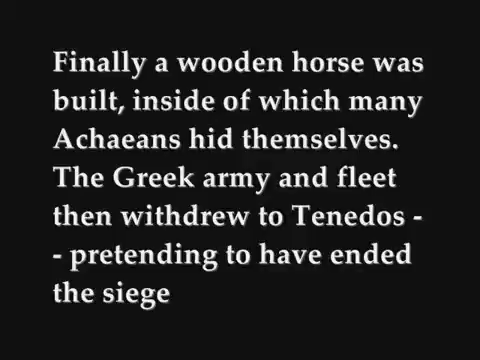 Finally a wooden horse was
built, inside of which many
Achaeans hid themselves.
The Greek army and fleet
then withdrew to Tenedos -
- pretending to have ended
the siege